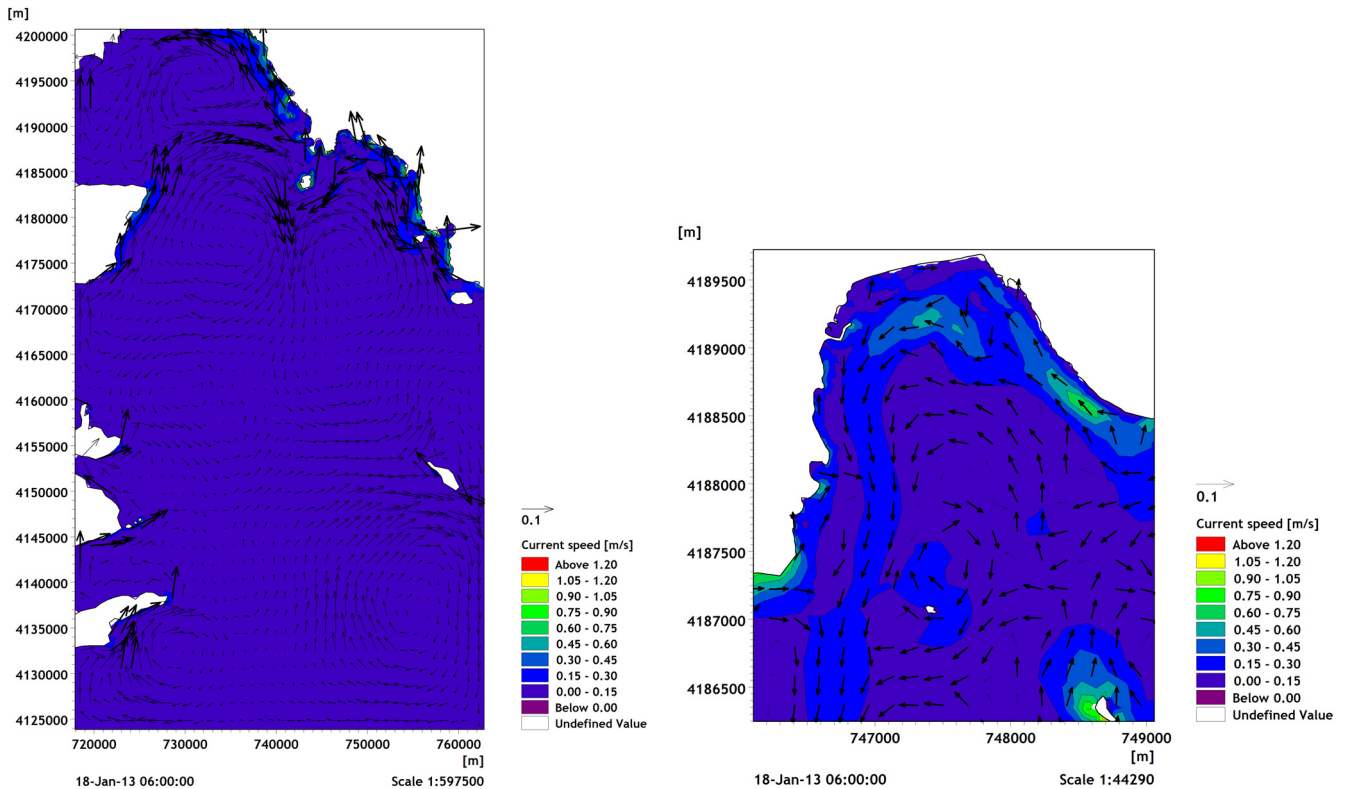 [m]
4200000
4195000
4190000
4185000
4180000
4175000
4170000
4165000
4160000
4155000
4150000
4145000
4140000
4135000
4130000
4125000
720000 730000 740000 750000 760000
[m]
18-Jan-13 06:00:00 Scale 1:597500
0.1
Current speed [m/s]
Above 1.20
1.05 - 1.20
0.90 - 1.05
0.75 - 0.90
0.60 - 0.75
0.45 - 0.60
0.30 - 0.45
0.15 - 0.30
0.00 - 0.15
Below 0.00
Undefined Value
[m]
4189500
4189000
4188500
4188000
4187500
4187000
4186500
747000 748000 749000
[m]
18-Jan-13 06:00:00 Scale 1:44290
0.1
Current speed [m/s]
Above 1.20
1.05 - 1.20
0.90 - 1.05
0.75 - 0.90
0.60 - 0.75
0.45 - 0.60
0.30 - 0.45
0.15 - 0.30
0.00 - 0.15
Below 0.00
Undefined Value